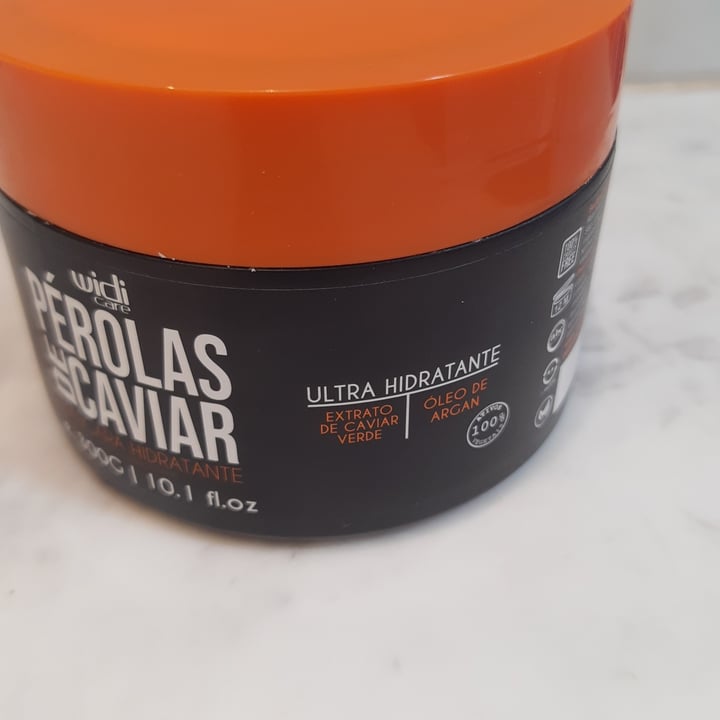 widi
care
PÉROLAS
DE CAVIAR
HIDRATANTE
300G | 10.1 fl.oz
ULTRA HIDRATANTE
EXTRATO
DE CAVIAR
VERDE
ÓLEO DE
ARGAN
100%
FREE